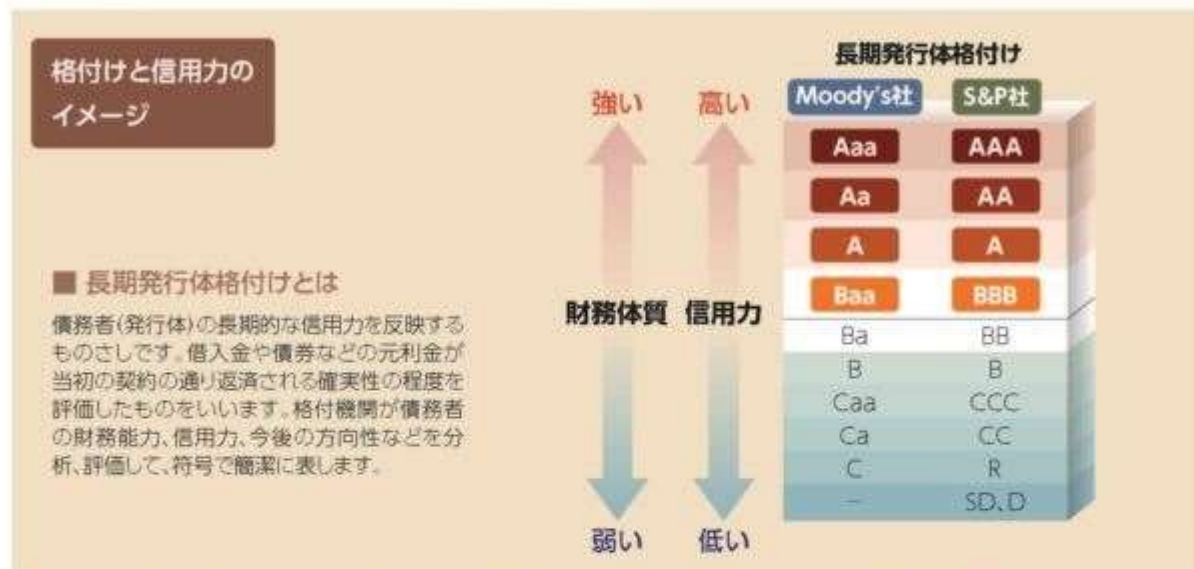 格付けと信用力の
イメージ
長期発行体格付け
Moody's社 S&P社
強い 高い
Aaa AAA
Aa AA
A A
Baa BBB
財務体質 信用力
Ba BB
B B
Caa CCC
Ca CC
C R
− SD、D
弱い 低い
■ 長期発行体格付けとは
債務者(発行体)の長期的な信用力を反映する
ものさしです。借入金や債券などの元利金が
当初の契約の通り返済される確実性の程度を
評価したものをいいます。格付機関が債務者
の財務能力、信用力、今後の方向性などを分
析、評価して、符号で簡潔に表します。